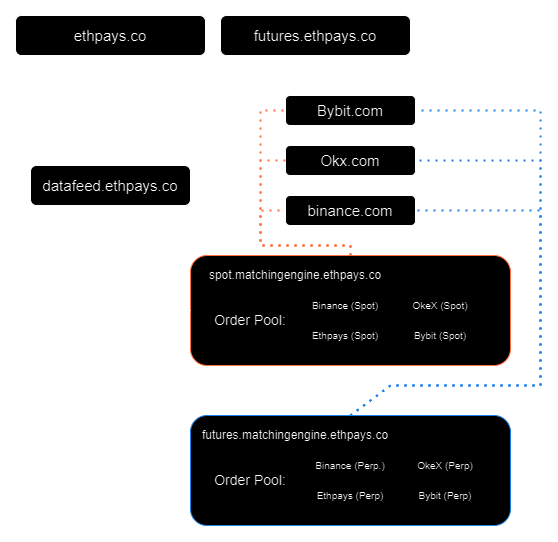 ethpays.co
futures.ethpays.co
Bybit.com
Okx.com
datafeed.ethpays.co
binance.com
spot.matchingengine.ethpays.co
Order Pool:
Binance (Spot)
OkeX (Spot)
Ethpays (Spot)
Bybit (Spot)
futures.matchingengine.ethpays.co
Order Pool:
Binance (Perp.)
OkeX (Perp)
Ethpays (Perp)
Bybit (Perp)